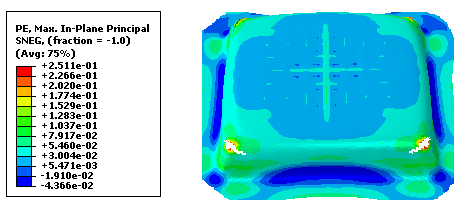 PE, Max. In-Plane Principal
SNEG, (fraction = -1.0)
(Avg: 75%)
+2.511e-01
+2.266e-01
+2.020e-01
+1.774e-01
+1.529e-01
+1.283e-01
+1.037e-01
+7.917e-02
+5.460e-02
+3.004e-02
+5.471e-03
-1.910e-02
-4.366e-02